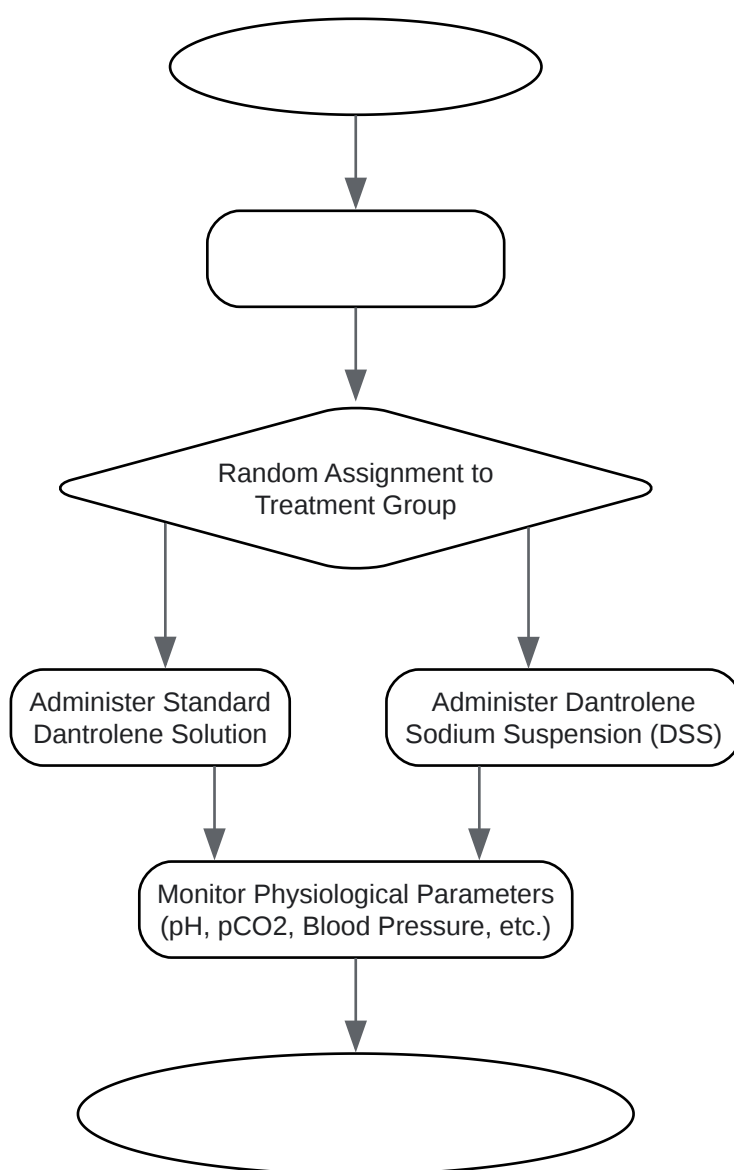 Random Assignment to
Treatment Group
Administer Standard
Dantrolene Solution
Administer Dantrolene
Sodium Suspension (DSS)
Monitor Physiological Parameters
(pH, pCO2, Blood Pressure, etc.)